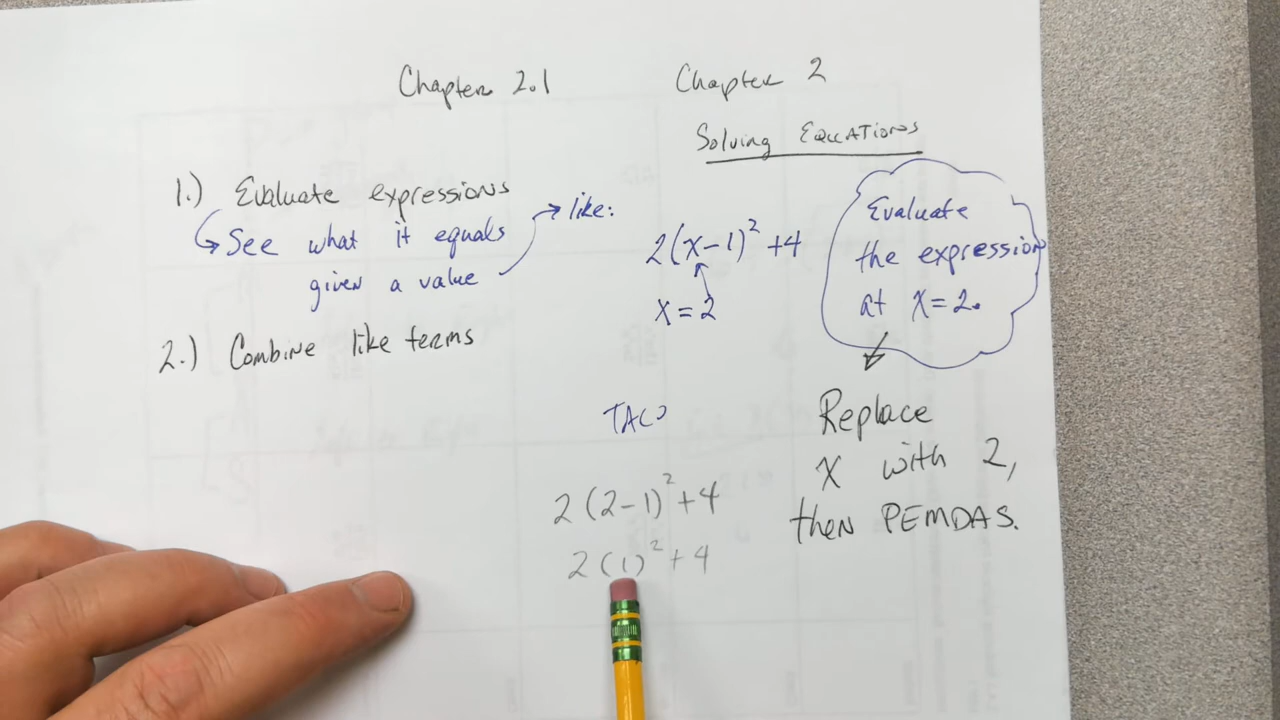 Chapter 2.1
Chapter 2
Solving Equations
1.) Evaluate expressions
See what it equals
given a value
like:
2(x-1)² +4
x = 2
Evaluate
the expression
at x=2.
2.) Combine like terms
TACO
Replace
x with 2,
then PEMDAS.
2(2-1)²+4
2(1)²+4